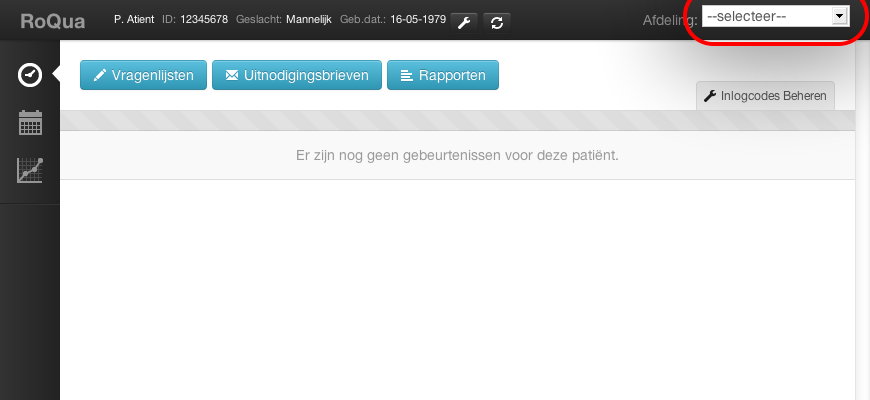 RoQua P. Atient ID: 12345678 Geslacht: Mannelijk Geb.dat.: 16-05-1979 Afdeling: --selecteer--
Vragenlijsten Uitnodigingsbrieven Rapporten
Inlogcodes Beheren
Er zijn nog geen gebeurtenissen voor deze patiënt.